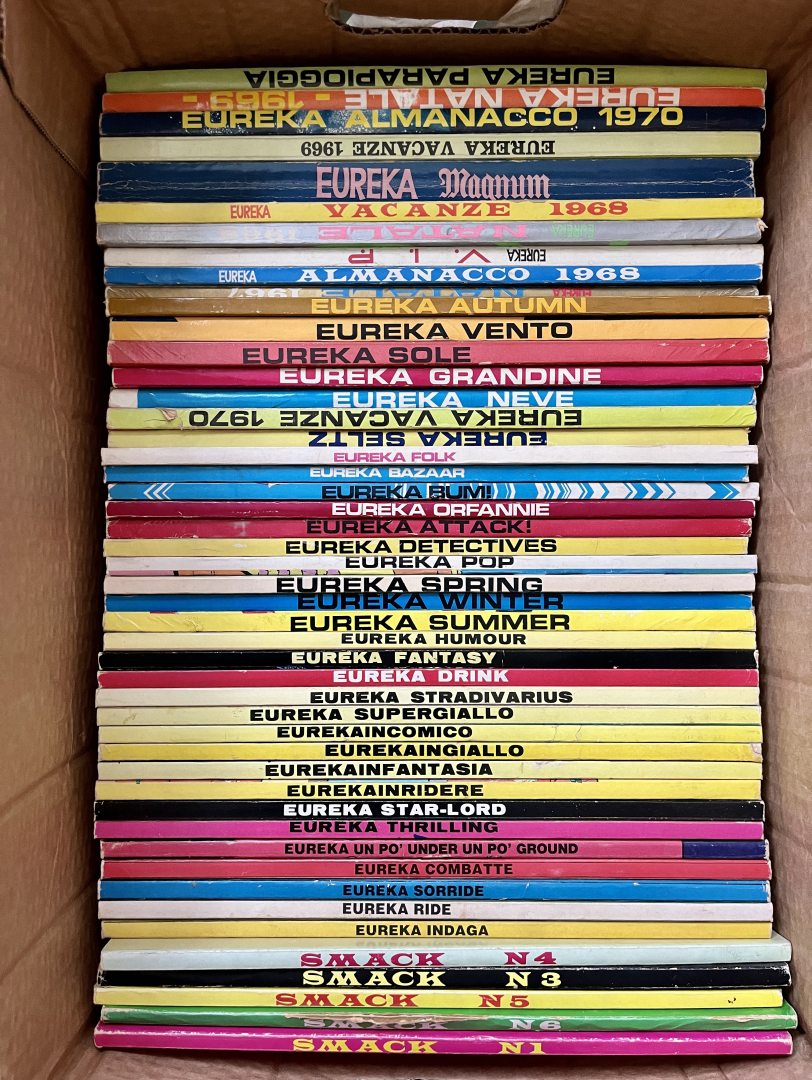 EUREKA PARAPIOGGIA
EUREKA NATALE - 1969 -
EUREKA ALMANACCO 1970
EUREKA VACANZE 1969
EUREKA Magnum
EUREKA VACANZE 1968
EUREKA NATALE
EUREKA V.I.P.
EUREKA ALMANACCO 1968
EUREKA NATALE 1967
EUREKA AUTUMN
EUREKA VENTO
EUREKA SOLE
EUREKA GRANDINE
EUREKA NEVE
EUREKA VACANZE 1970
EUREKA SELTZ
EUREKA FOLK
EUREKA BAZAAR
EUREKA BUM!
EUREKA ORFANNIE
EUREKA ATTACK!
EUREKA DETECTIVES
EUREKA POP
EUREKA SPRING
EUREKA WINTER
EUREKA SUMMER
EUREKA HUMOUR
EUREKA FANTASY
EUREKA DRINK
EUREKA STRADIVARIUS
EUREKA SUPERGIALLO
EUREKAINCOMICO
EUREKAINGIALLO
EUREKAINFANTASIA
EUREKAINRIDERE
EUREKA STAR-LORD
EUREKA THRILLING
EUREKA UN PO' UNDER UN PO' GROUND
EUREKA COMBATTE
EUREKA SORRIDE
EUREKA RIDE
EUREKA INDAGA
SMACK N4
SMACK N3
SMACK N5
SMACK N6
SMACK N1